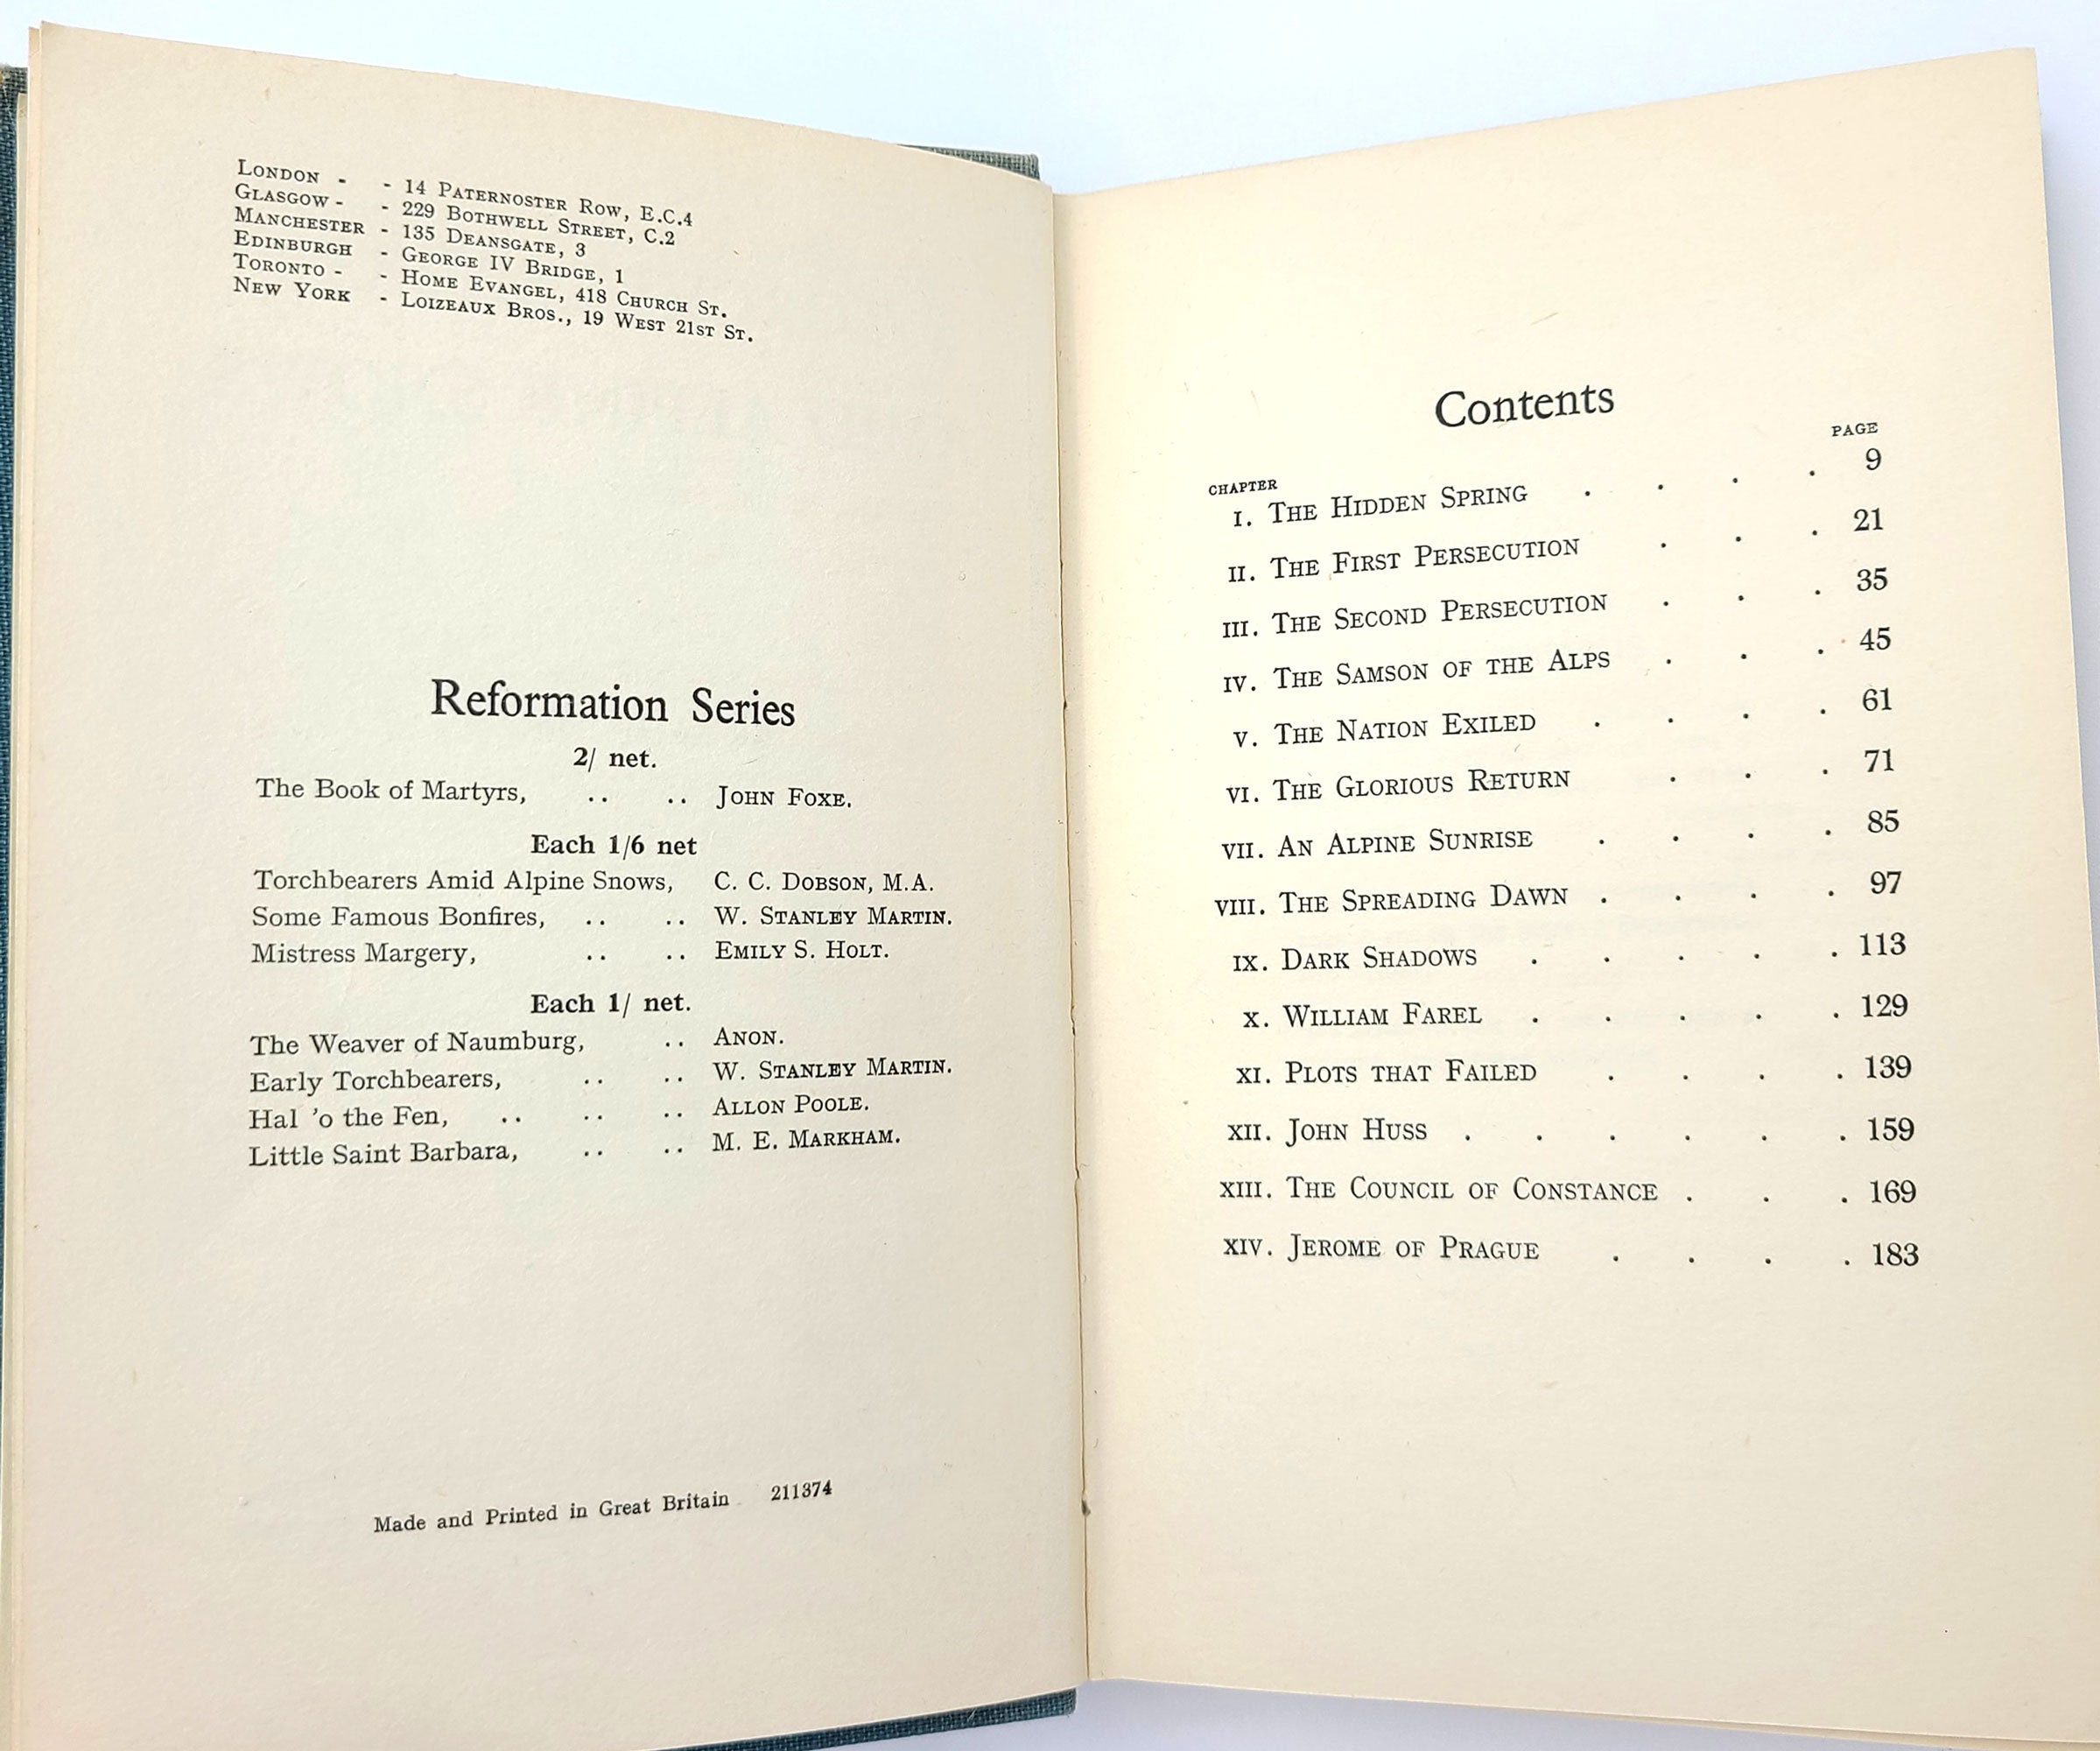 LONDON - - 14 PATERNOSTER ROW, E.C.4
GLASGOW - - 229 BOTHWELL STREET, C.2
MANCHESTER - 135 DEANSGATE, 3
EDINBURGH - GEORGE IV BRIDGE, 1
TORONTO - - HOME EVANGEL, 418 CHURCH ST.
NEW YORK - LOIZEAUX BROS., 19 WEST 21ST ST.
Reformation Series
2/ net.
The Book of Martyrs, .. .. JOHN FOXE.
Each 1/6 net
Torchbearers Amid Alpine Snows, C. C. DOBSON, M.A.
Some Famous Bonfires, .. .. W. STANLEY MARTIN.
Mistress Margery, .. .. EMILY S. HOLT.
Each 1/ net.
The Weaver of Naumburg, .. ANON.
Early Torchbearers, .. .. W. STANLEY MARTIN.
Hal 'o the Fen, .. .. .. ALLON POOLE.
Little Saint Barbara, .. .. M. E. MARKHAM.
Made and Printed in Great Britain 211374
Contents
CHAPTER PAGE
I. THE HIDDEN SPRING . . . . 9
II. THE FIRST PERSECUTION . . . 21
III. THE SECOND PERSECUTION . . . 35
IV. THE SAMSON OF THE ALPS . . . 45
V. THE NATION EXILED . . . . 61
VI. THE GLORIOUS RETURN . . . 71
VII. AN ALPINE SUNRISE . . . . 85
VIII. THE SPREADING DAWN . . . . 97
IX. DARK SHADOWS . . . . . 113
X. WILLIAM FAREL . . . . . 129
XI. PLOTS THAT FAILED . . . . 139
XII. JOHN HUSS . . . . . . 159
XIII. THE COUNCIL OF CONSTANCE . . . 169
XIV. JEROME OF PRAGUE . . . . 183